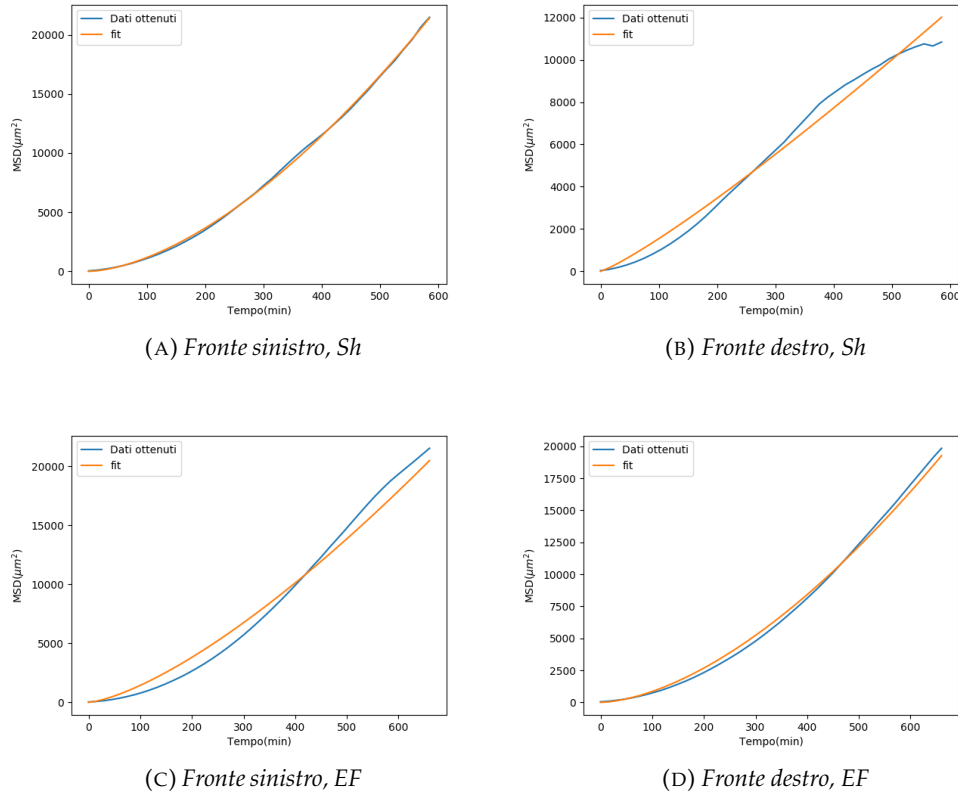 Dati ottenuti
fit
20000
15000
10000
5000
0
MSD(μm²)
0 100 200 300 400 500 600
Tempo(min)
(A) Fronte sinistro, Sh
Dati ottenuti
fit
12000
10000
8000
6000
4000
2000
0
MSD(μm²)
0 100 200 300 400 500 600
Tempo(min)
(B) Fronte destro, Sh
Dati ottenuti
fit
20000
15000
10000
5000
0
MSD(μm²)
0 100 200 300 400 500 600
Tempo(min)
(C) Fronte sinistro, EF
Dati ottenuti
fit
20000
17500
15000
12500
10000
7500
5000
2500
0
MSD(μm²)
0 100 200 300 400 500 600
Tempo(min)
(D) Fronte destro, EF